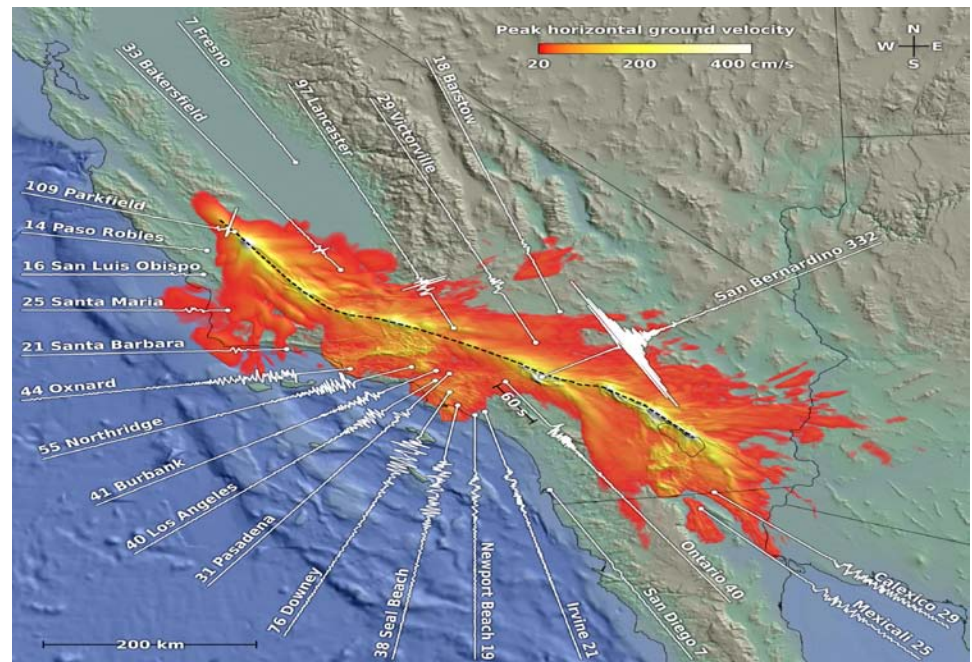 Peak horizontal ground velocity
20 200 400 cm/s
N
W E
S
7 Fresno
33 Bakersfield
97 Lancaster
29 Victorville
18 Barstow
109 Parkfield
14 Paso Robles
16 San Luis Obispo
25 Santa Maria
21 Santa Barbara
44 Oxnard
55 Northridge
41 Burbank
40 Los Angeles
31 Pasadena
76 Downey
38 Seal Beach
Newport Beach 19
Irvine 21
San Diego 7
Ontario 40
Mexicali 25
Calexico 29
San Bernardino 332
60 s
200 km